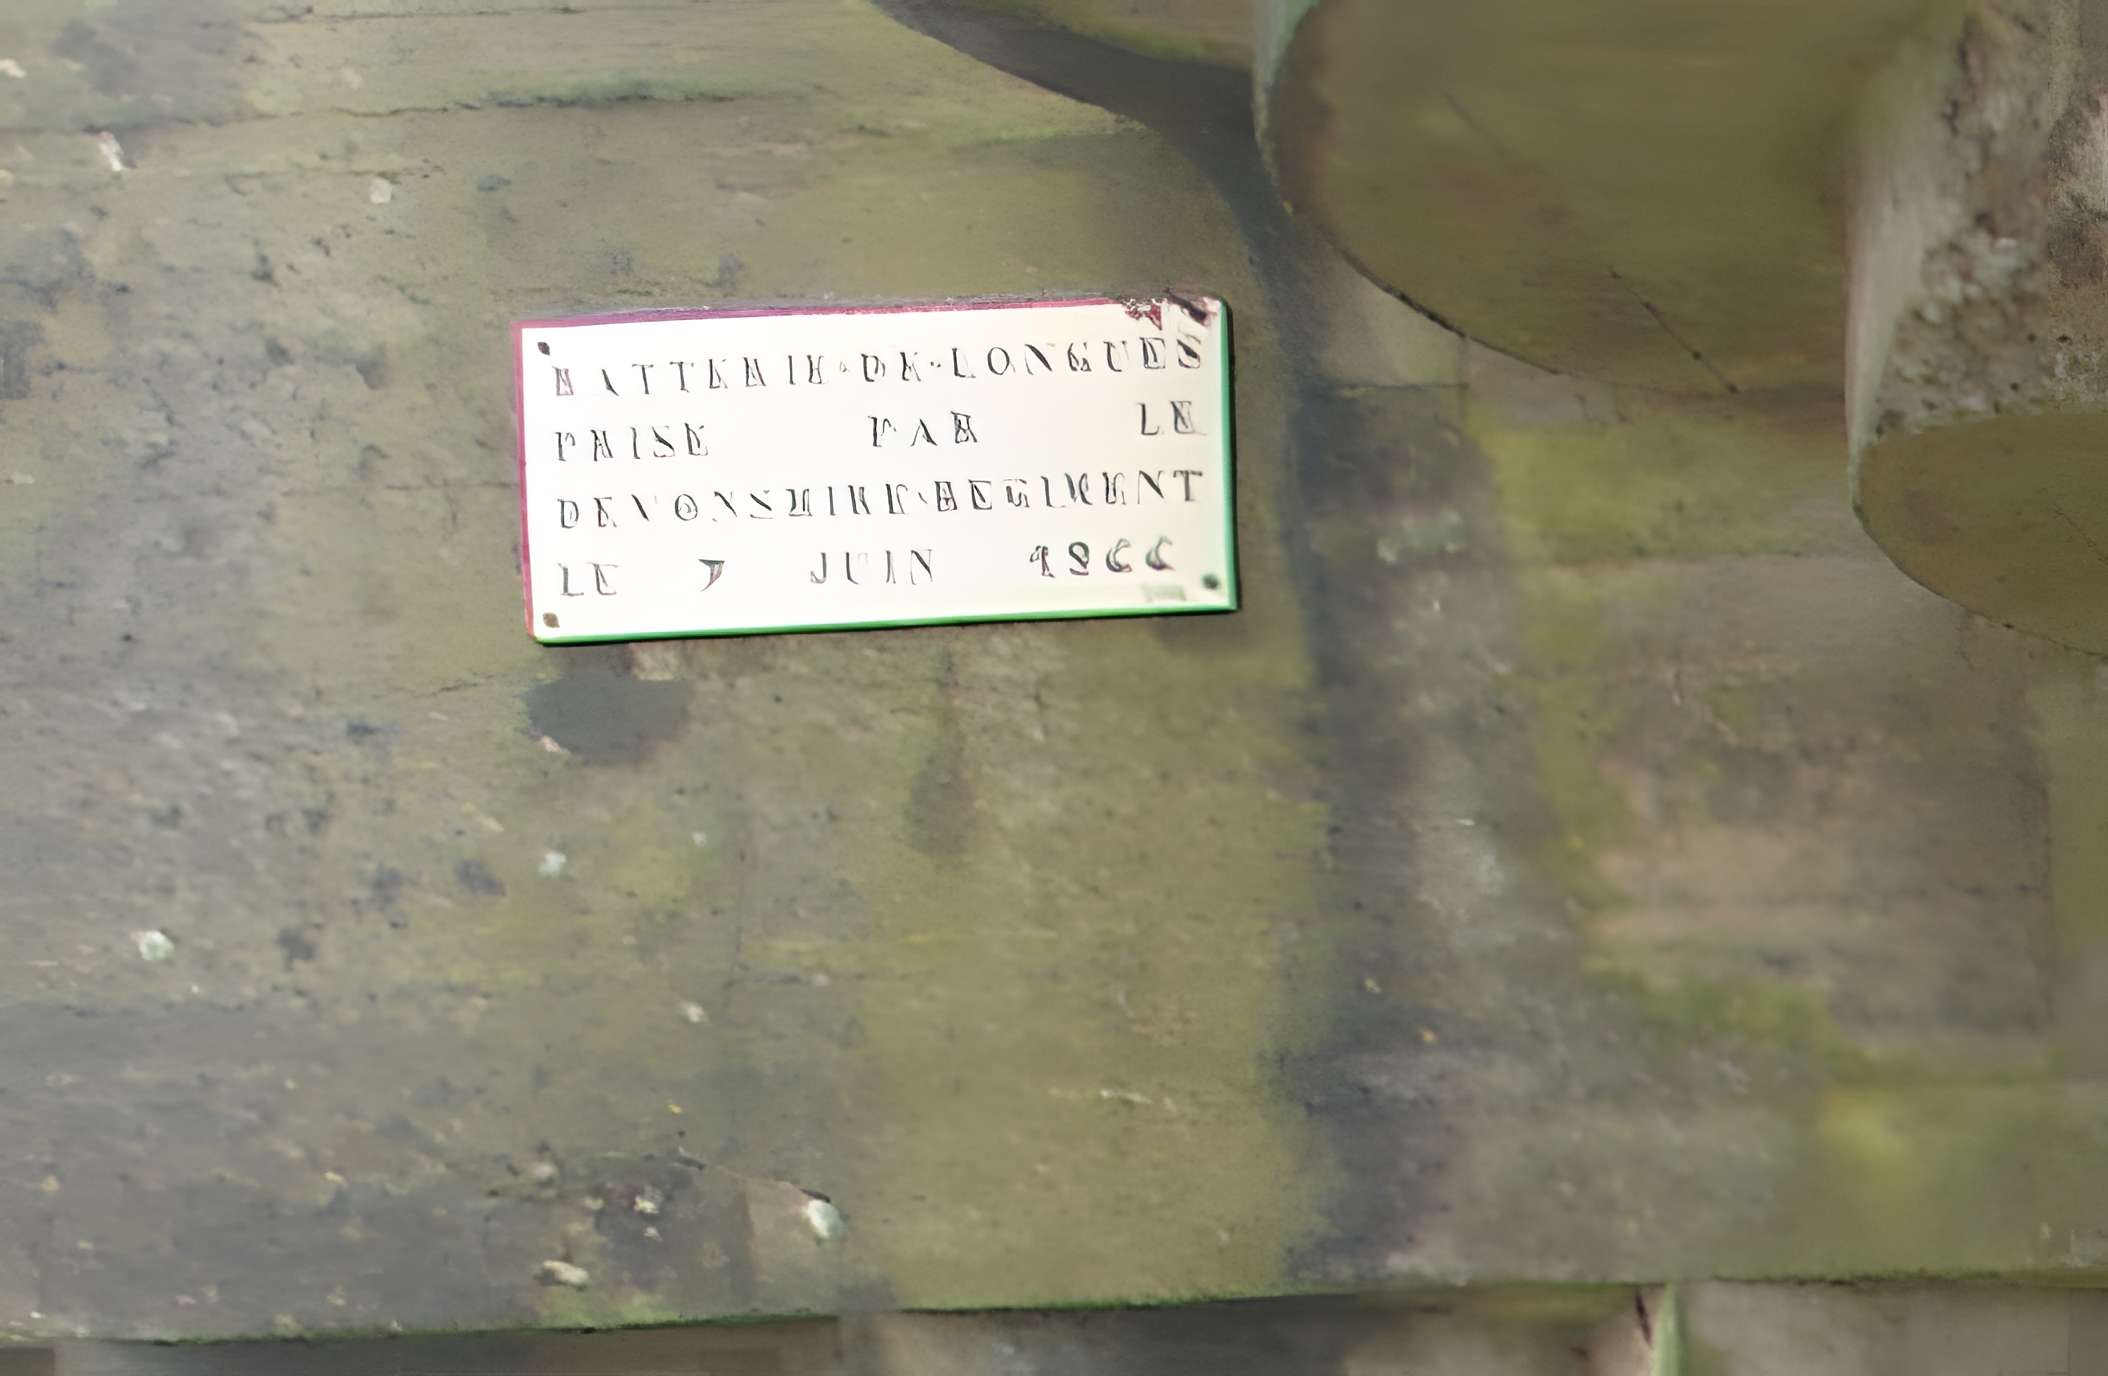 BATTERIE·DE·LONGUES
PRISE PAR LE
DEVONSHIRE·REGIMENT
LE 7 JUIN